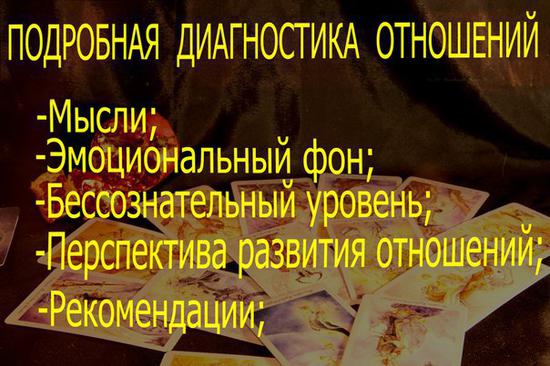 ПОДРОБНАЯ ДИАГНОСТИКА ОТНОШЕНИЙ
-Мысли;
-Эмоциональный фон;
-Бессознательный уровень;
-Перспектива развития отношений;
-Рекомендации;